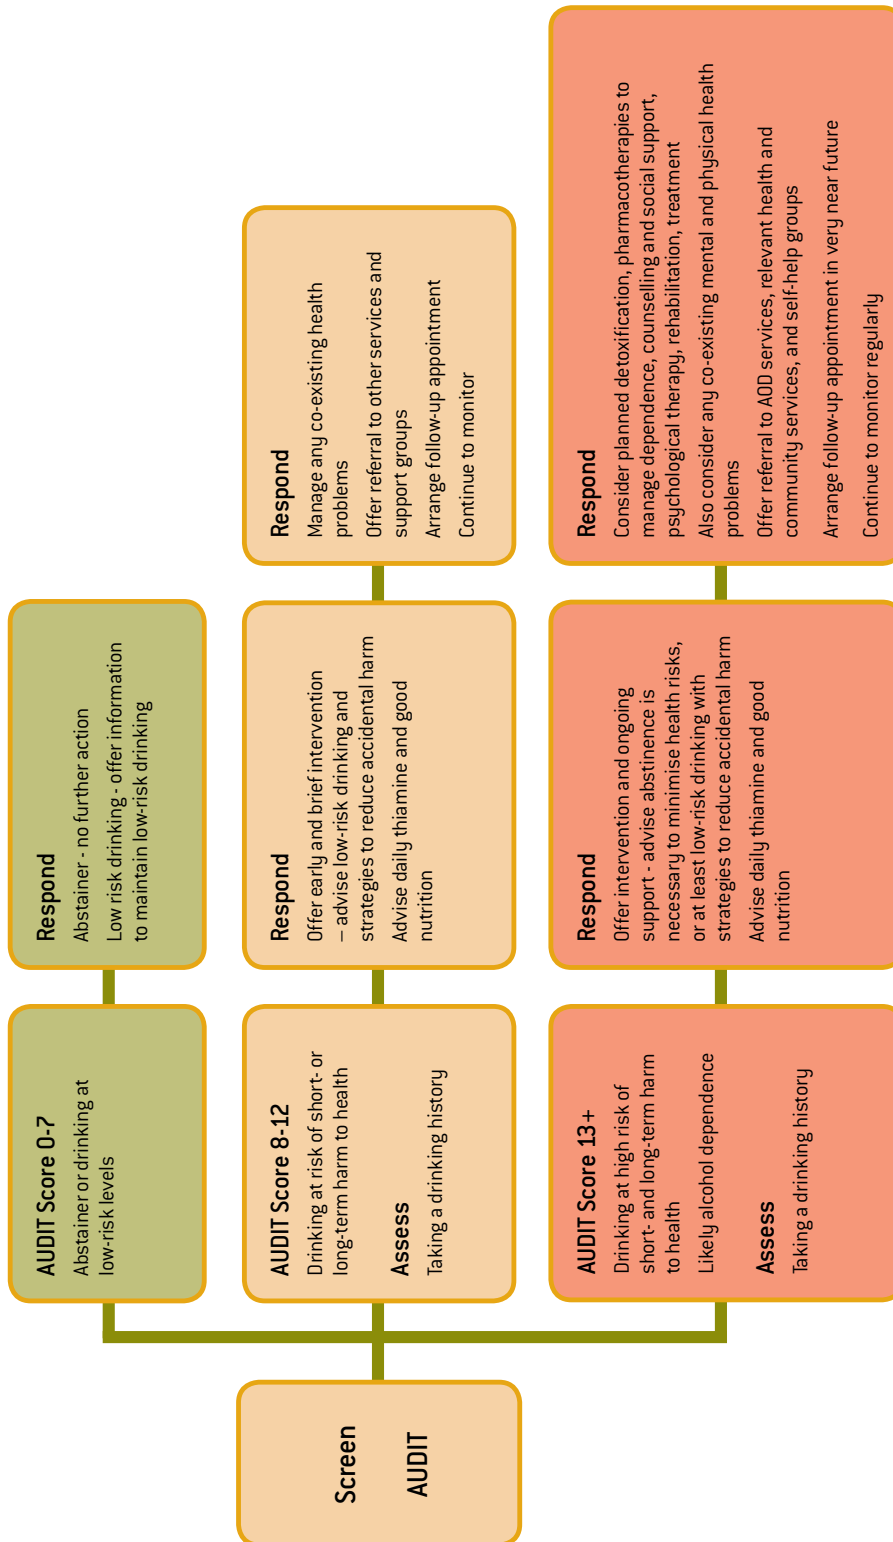 Screen
AUDIT
AUDIT Score 0-7
Abstainer or drinking at
low-risk levels
Respond
Abstainer - no further action
Low risk drinking - offer information
to maintain low-risk drinking
AUDIT Score 8-12
Drinking at risk of short- or
long-term harm to health
Assess
Taking a drinking history
Respond
Offer early and brief intervention
– advise low-risk drinking and
strategies to reduce accidental harm
Advise daily thiamine and good
nutrition
Respond
Manage any co-existing health
problems
Offer referral to other services and
support groups
Arrange follow-up appointment
Continue to monitor
AUDIT Score 13+
Drinking at high risk of
short- and long-term harm
to health
Likely alcohol dependence
Assess
Taking a drinking history
Respond
Offer intervention and ongoing
support - advise abstinence is
necessary to minimise health risks,
or at least low-risk drinking with
strategies to reduce accidental harm
Advise daily thiamine and good
nutrition
Respond
Consider planned detoxification, pharmacotherapies to
manage dependence, counselling and social support,
psychological therapy, rehabilitation, treatment
Also consider any co-existing mental and physical health
problems
Offer referral to AOD services, relevant health and
community services, and self-help groups
Arrange follow-up appointment in very near future
Continue to monitor regularly